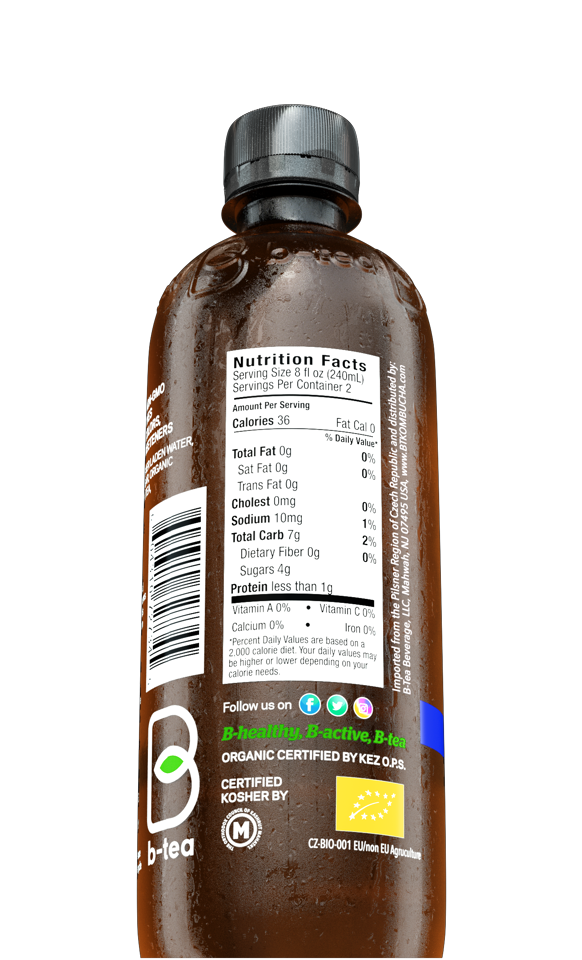 b-tea
Nutrition Facts
Serving Size 8 fl oz (240mL)
Servings Per Container 2
Amount Per Serving
Calories 36 Fat Cal 0
% Daily Value*
Total Fat 0g 0%
Sat Fat 0g 0%
Trans Fat 0g
Cholest 0mg 0%
Sodium 10mg 1%
Total Carb 7g 2%
Dietary Fiber 0g 0%
Sugars 4g
Protein less than 1g
Vitamin A 0% • Vitamin C 0%
Calcium 0% • Iron 0%
*Percent Daily Values are based on a
2.000 calorie diet. Your daily values may
be higher or lower depending on your
calorie needs.
Imported from the Pilsner Region of Czech Republic and distributed by:
B-Tea Beverage, LLC, Mahwah, NJ 07495 USA, www.BTKOMBUCHA.com
WATER,
ORGANIC
Follow us on
B-healthy, B-active, B-tea
ORGANIC CERTIFIED BY KEZ O.P.S.
CERTIFIED
KOSHER BY
M
CZ-BIO-001 EU/non EU Agruculture
b-tea